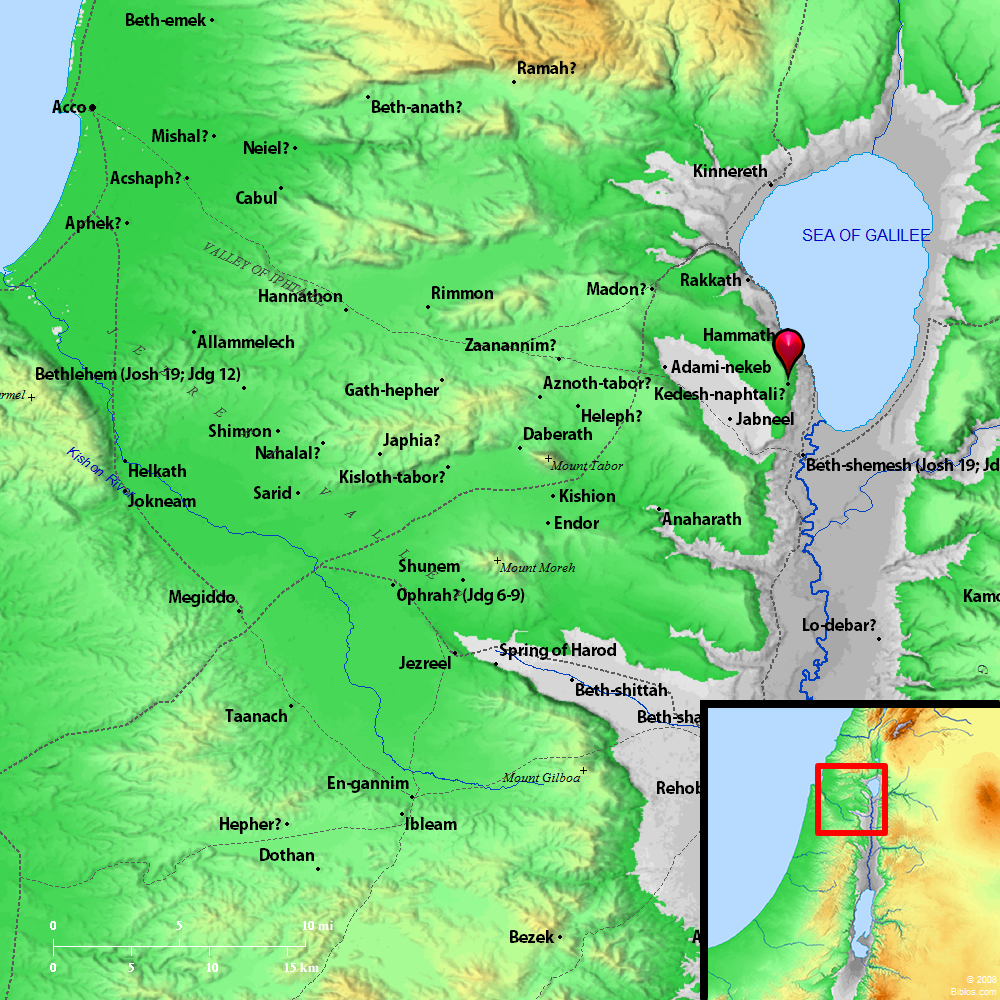 Beth-emek
Ramah?
Acco
Beth-anath?
Mishal?
Neiel?
Kinnereth
Acshaph?
Cabul
Aphek?
SEA OF GALILEE
VALLEY OF IPHTAHEL
Hannathon
Rimmon
Madon?
Rakkath
Allammelech
Zaanannim?
Hammath
Bethlehem (Josh 19; Jdg 12)
Adami-nekeb
Gath-hepher
Aznoth-tabor?
Kedesh-naphtali?
rmel
Heleph?
Jabneel
Shimron
Nahalal?
Japhia?
Daberath
Kishon River
Helkath
Kisloth-tabor?
Mount Tabor
Beth-shemesh (Josh 19; Jd
Jokneam
Sarid
Kishion
Endor
Anaharath
JEZREEL VALLEY
Shunem
Mount Moreh
Megiddo
Ophrah? (Jdg 6-9)
Kamo
Lo-debar?
Jezreel
Spring of Harod
G
Beth-shittah
Taanach
Beth-sha
En-gannim
Mount Gilboa
Rehob
Hepher?
Ibleam
Dothan
0 5 10 mi
0 5 10 15 km
Bezek
A
© 2008
Biblos.com